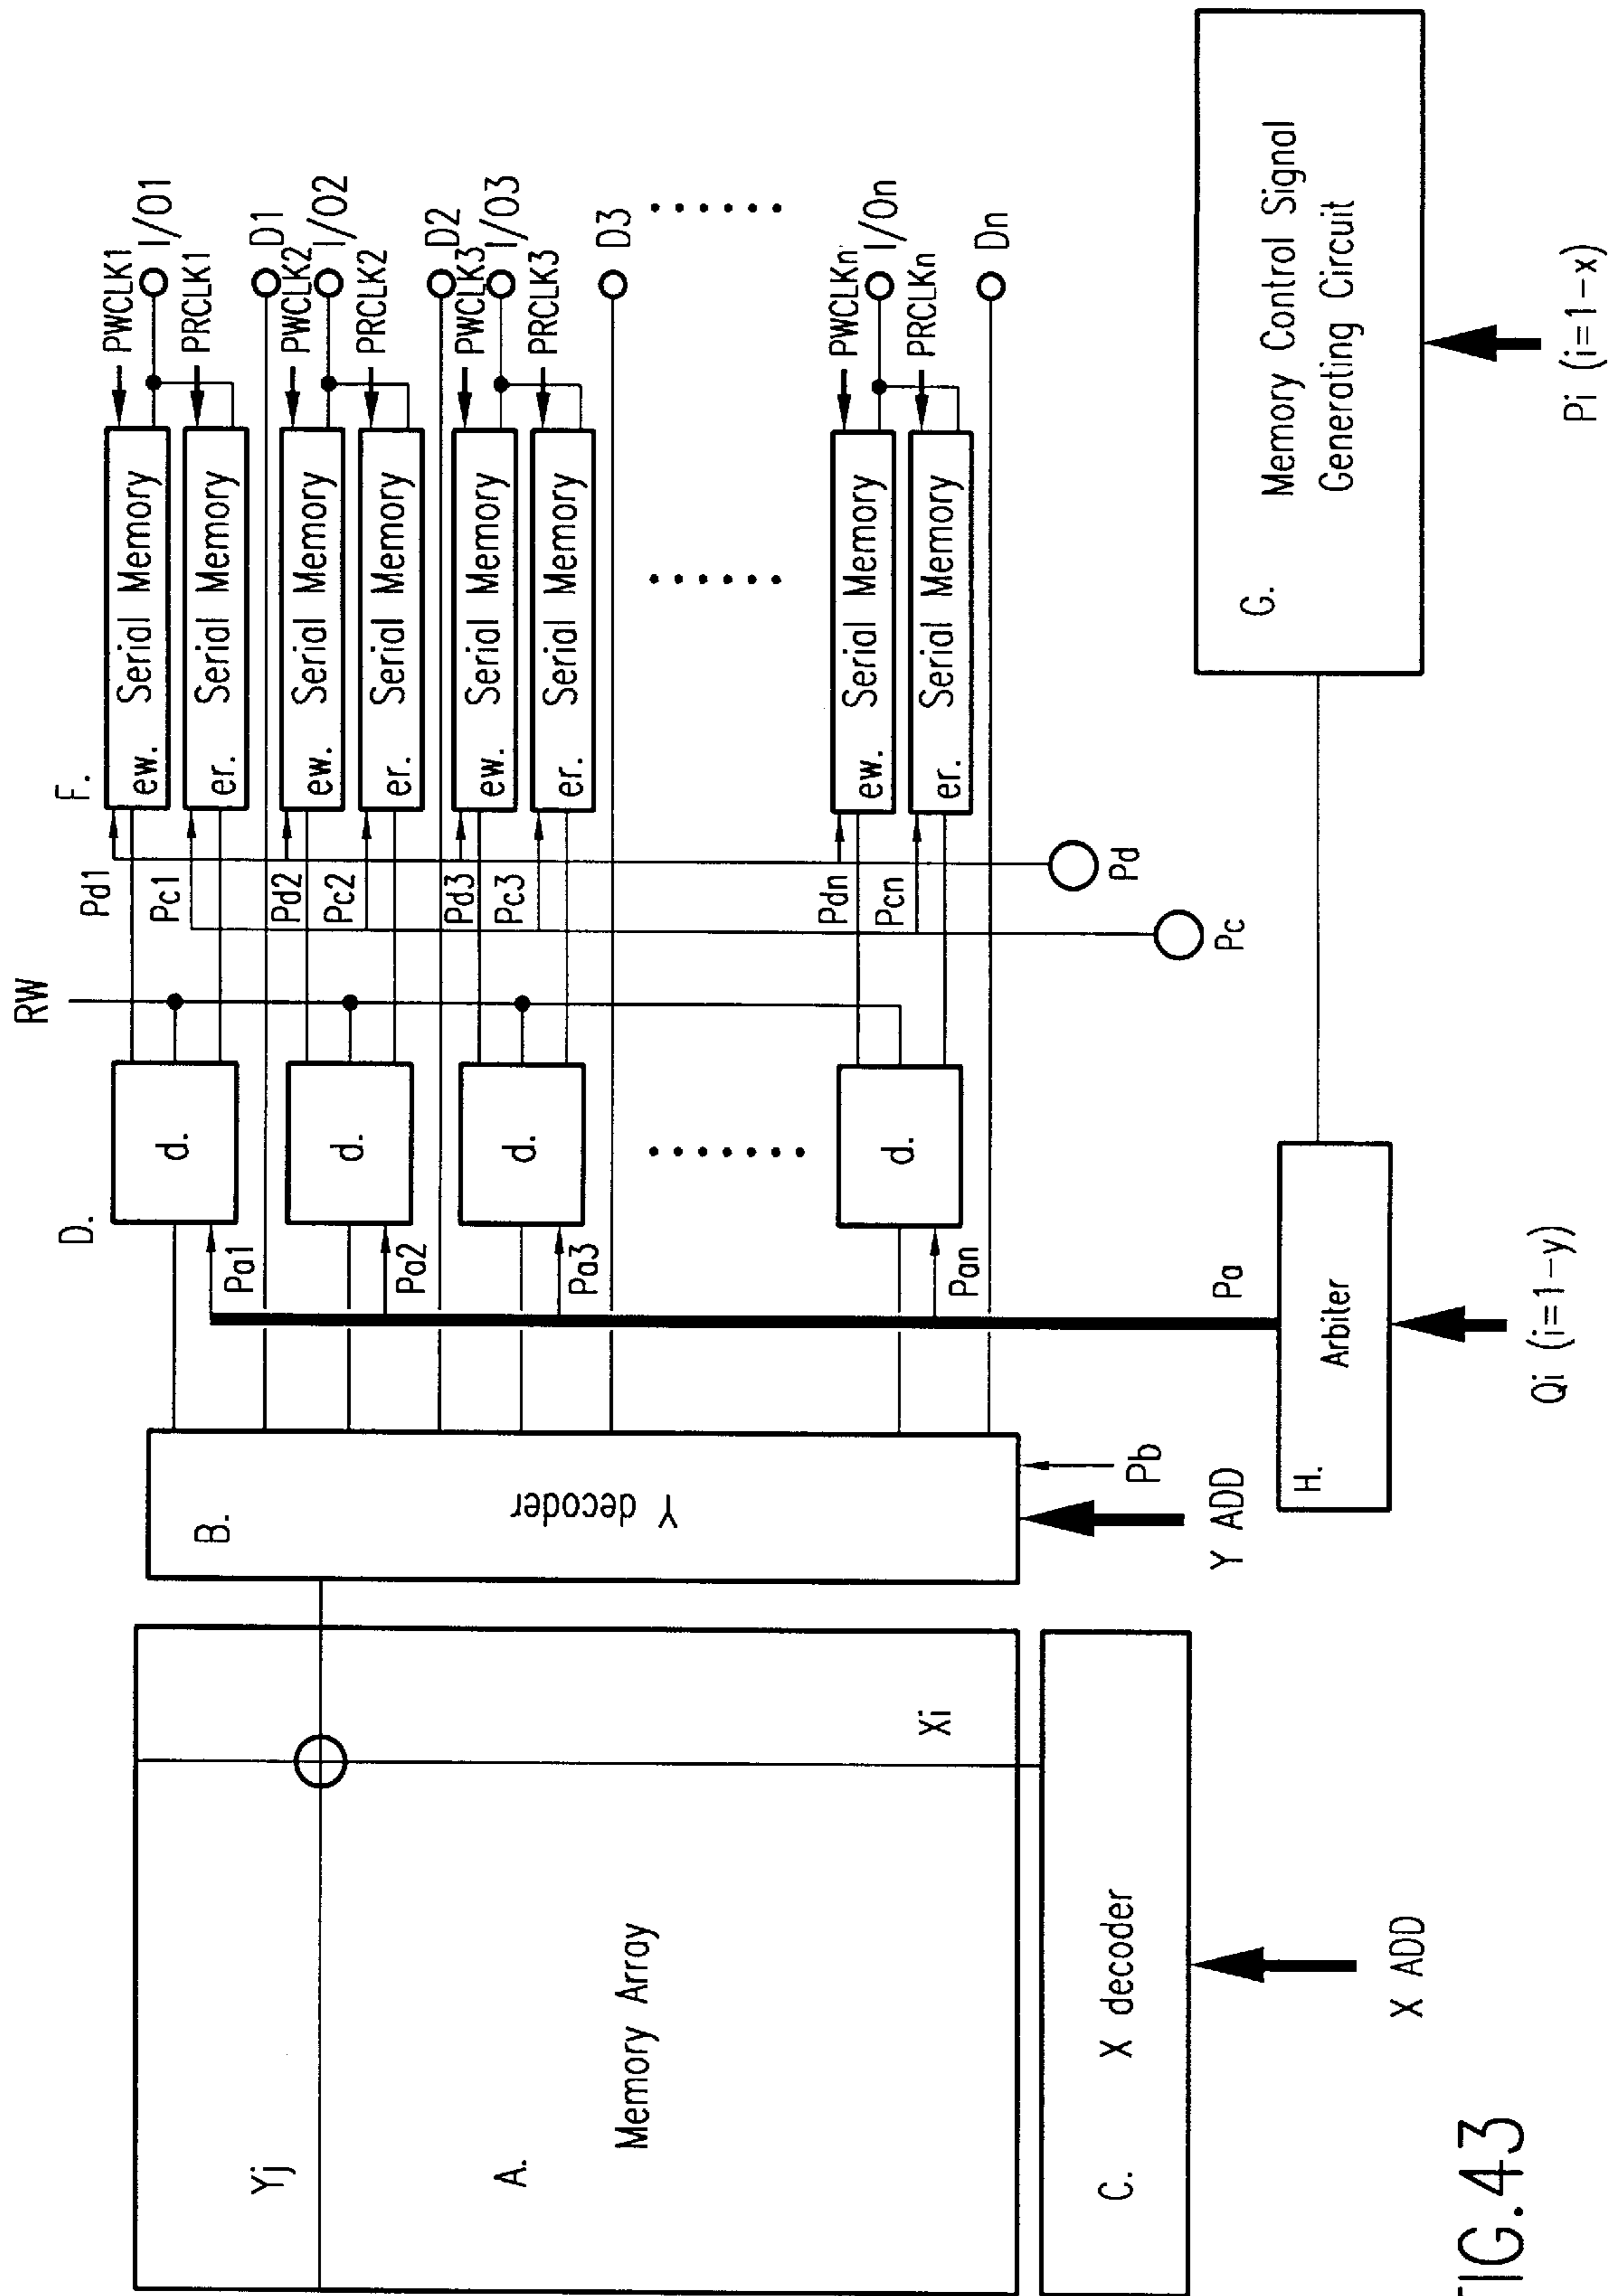 RW
D.
F.
Pd1
ew. Serial Memory
PWCLK1
I/O1
d.
Pc1
er. Serial Memory
PRCLK1
Pa1
D1
Pd2
ew. Serial Memory
PWCLK2
I/O2
d.
Pc2
er. Serial Memory
PRCLK2
Pa2
D2
Pd3
ew. Serial Memory
PWCLK3
I/O3
d.
Pc3
er. Serial Memory
PRCLK3
Pa3
D3
Pdn
ew. Serial Memory
PWCLKn
I/On
d.
Pcn
er. Serial Memory
PRCLKn
Pan
Dn
Yj
B.
Y decoder
A.
Memory Array
Xi
Pb
Y ADD
Pd
Pc
C. X decoder
X ADD
Pa
H.
Arbiter
Qi (i=1-y)
G. Memory Control Signal
Generating Circuit
Pi (i=1-x)
FIG.43